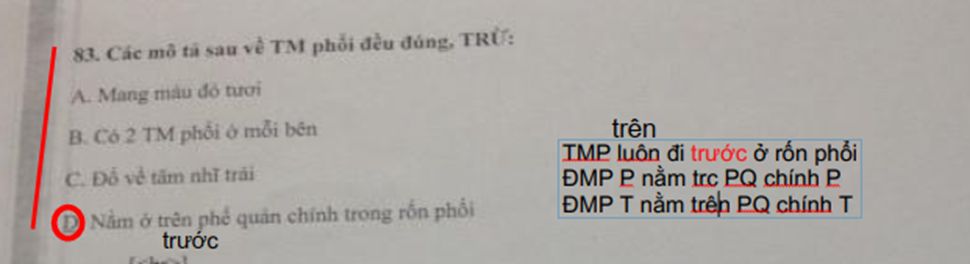 83. Các mô tả sau về TM phổi đều đúng, TRỪ:
A. Mang máu đỏ tươi
B. Có 2 TM phổi ở mỗi bên
C. Đổ về tâm nhĩ trái
D. Nằm ở trên phế quản chính trong rốn phổi
trước
trên
TMP luôn đi trước ở rốn phổi
ĐMP P nằm trc PQ chính P
ĐMP T nằm trên PQ chính T